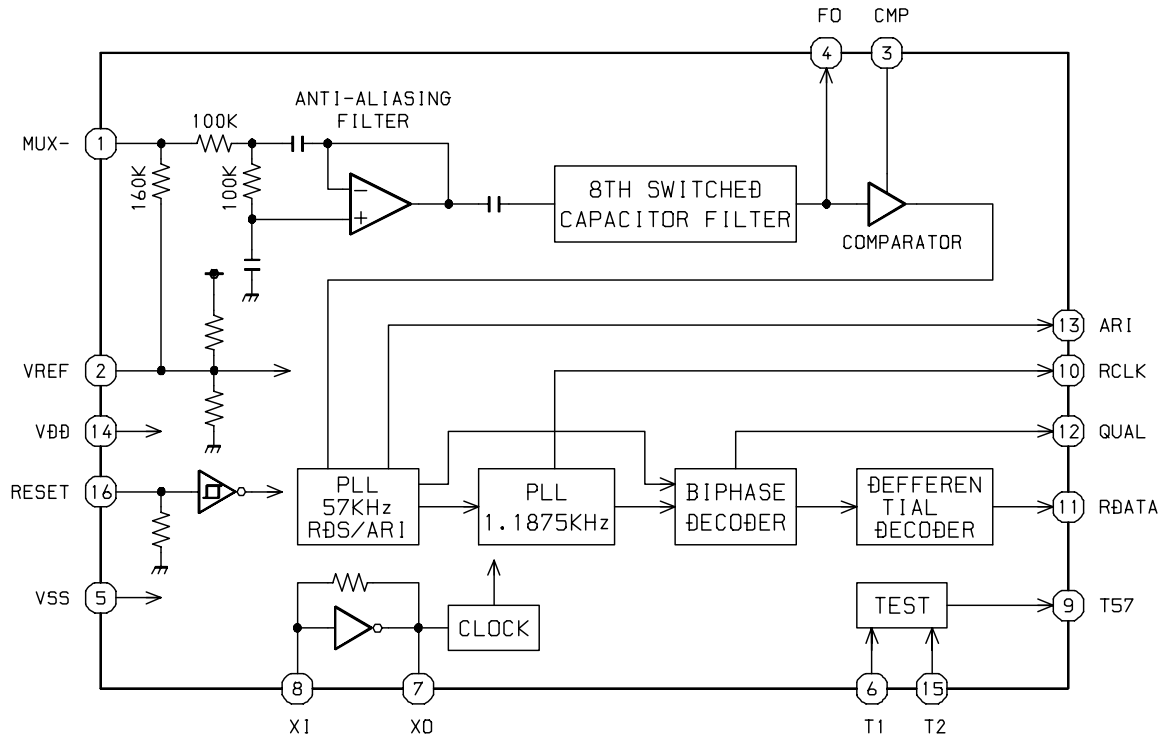 FO CMP
4 3
ANTI-ALIASING
FILTER
100K
MUX- 1
160K
100K
−
+
8TH SWITCHED
CAPACITOR FILTER
COMPARATOR
13 ARI
VREF 2
10 RCLK
VDD 14
12 QUAL
RESET 16
PLL
57KHz
RDS/ARI
PLL
1.1875KHz
BIPHASE
DECODER
DEFFEREN
TIAL
DECODER
11 RDATA
VSS 5
CLOCK
TEST
9 T57
8 7 6 15
XI XO T1 T2